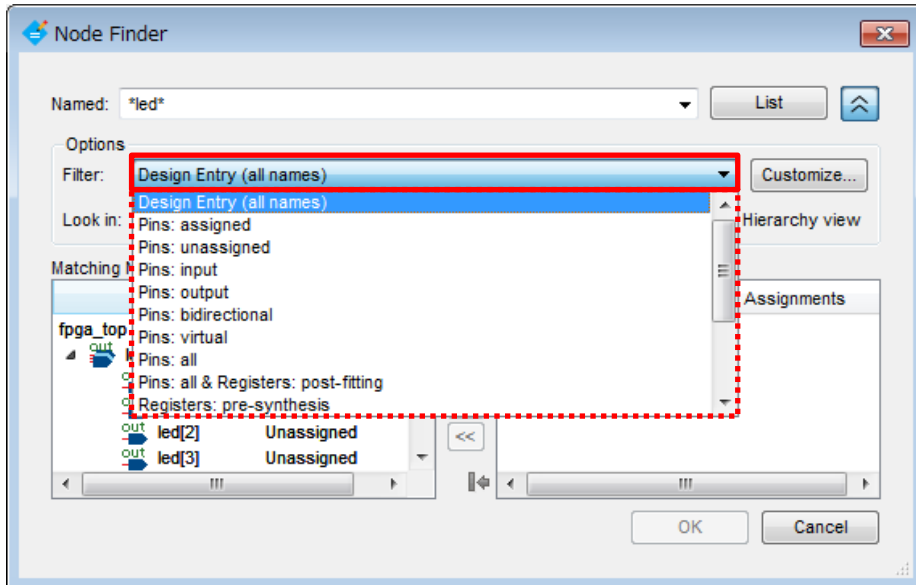 Node Finder
Named: *led* List
Options
Filter: Design Entry (all names) Customize...
Design Entry (all names)
Look in: Pins: assigned Hierarchy view
Pins: unassigned
Matching Pins: input
Pins: output Assignments
Pins: bidirectional
fpga_top
Pins: virtual
out Pins: all
Pins: all & Registers: post-fitting
Registers: pre-synthesis
out led[2] Unassigned <<
out led[3] Unassigned
OK Cancel